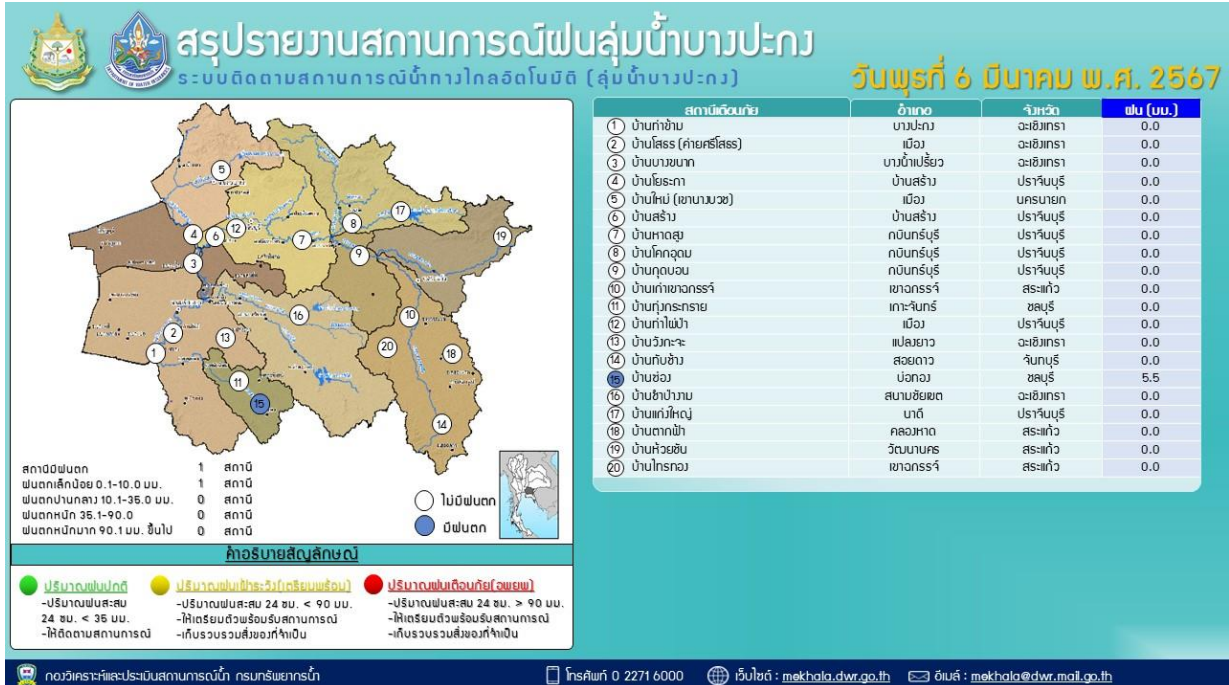 สรุปรายงานสถานการณ์ฝนลุ่มน้ำบางปะกง
ระบบติดตามสถานการณ์น้ำทางไกลอัตโนมัติ (ลุ่มน้ำบางปะกง)
วันพุธที่ 6 มีนาคม พ.ศ. 2567
สถานีเตือนภัย อำเภอ จังหวัด ฝน (มม.)
1 บ้านท่าข้าม บางปะกง ฉะเชิงเทรา 0.0
2 บ้านโสธร (ค่ายศรีโสธร) เมือง ฉะเชิงเทรา 0.0
3 บ้านบางขนาก บางน้ำเปรี้ยว ฉะเชิงเทรา 0.0
4 บ้านโยธะกา บ้านสร้าง ปราจีนบุรี 0.0
5 บ้านใหม่ (เขานางบวช) เมือง นครนายก 0.0
6 บ้านสร้าง บ้านสร้าง ปราจีนบุรี 0.0
7 บ้านหาดสูง กบินทร์บุรี ปราจีนบุรี 0.0
8 บ้านโคกอุดม กบินทร์บุรี ปราจีนบุรี 0.0
9 บ้านกุดบอน กบินทร์บุรี ปราจีนบุรี 0.0
10 บ้านเก่าเขาฉกรรจ์ เขาฉกรรจ์ สระแก้ว 0.0
11 บ้านทุ่งกระทราย เกาะจันทร์ ชลบุรี 0.0
12 บ้านท่าไผ่ป่า เมือง ปราจีนบุรี 0.0
13 บ้านวังกะจะ แปลงยาว ฉะเชิงเทรา 0.0
14 บ้านทับช้าง สอยดาว จันทบุรี 0.0
15 บ้านช่อง บ่อทอง ชลบุรี 5.5
16 บ้านชำป่างาม สนามชัยเขต ฉะเชิงเทรา 0.0
17 บ้านแก่งใหญ่ นาดี ปราจีนบุรี 0.0
18 บ้านตากฟ้า คลองหาด สระแก้ว 0.0
19 บ้านห้วยชัน วัฒนานคร สระแก้ว 0.0
20 บ้านไทรทอง เขาฉกรรจ์ สระแก้ว 0.0
สถานีมีฝนตก 1 สถานี
ฝนตกเล็กน้อย 0.1-10.0 มม. 1 สถานี
ฝนตกปานกลาง 10.1-35.0 มม. 0 สถานี
ฝนตกหนัก 35.1-90.0 0 สถานี
ฝนตกหนักมาก 90.1 มม. ขึ้นไป 0 สถานี
ไม่มีฝนตก
มีฝนตก
คำอธิบายสัญลักษณ์
ปริมาณฝนปกติ
-ปริมาณฝนสะสม
24 ชม. < 35 มม.
-ให้ติดตามสถานการณ์
ปริมาณฝนเฝ้าระวัง(เตรียมพร้อม)
-ปริมาณฝนสะสม 24 ชม. < 90 มม.
-ให้เตรียมตัวพร้อมรับสถานการณ์
-เก็บรวบรวมสิ่งของที่จำเป็น
ปริมาณฝนเตือนภัย(อพยพ)
-ปริมาณฝนสะสม 24 ชม. > 90 มม.
-ให้เตรียมตัวพร้อมรับสถานการณ์
-เก็บรวบรวมสิ่งของที่จำเป็น
กองวิเคราะห์และประเมินสถานการณ์น้ำ กรมทรัพยากรน้ำ
โทรศัพท์ 0 2271 6000
เว็บไซต์ : mekhala.dwr.go.th
อีเมล์ : mekhala@dwr.mail.go.th